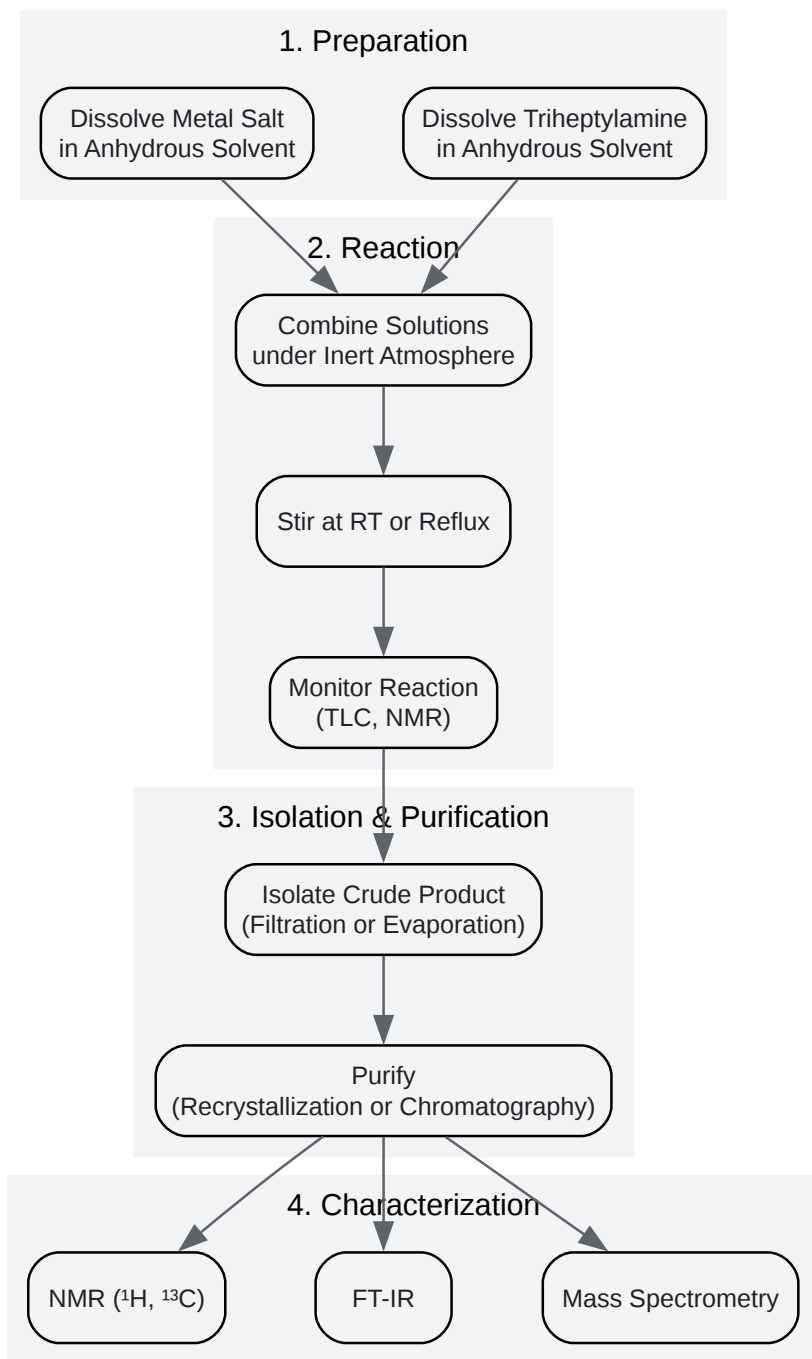 1. Preparation
Dissolve Metal Salt
in Anhydrous Solvent
Dissolve Triheptylamine
in Anhydrous Solvent
2. Reaction
Combine Solutions
under Inert Atmosphere
Stir at RT or Reflux
Monitor Reaction
(TLC, NMR)
3. Isolation & Purification
Isolate Crude Product
(Filtration or Evaporation)
Purify
(Recrystallization or Chromatography)
4. Characterization
NMR (¹H, ¹³C)
FT-IR
Mass Spectrometry